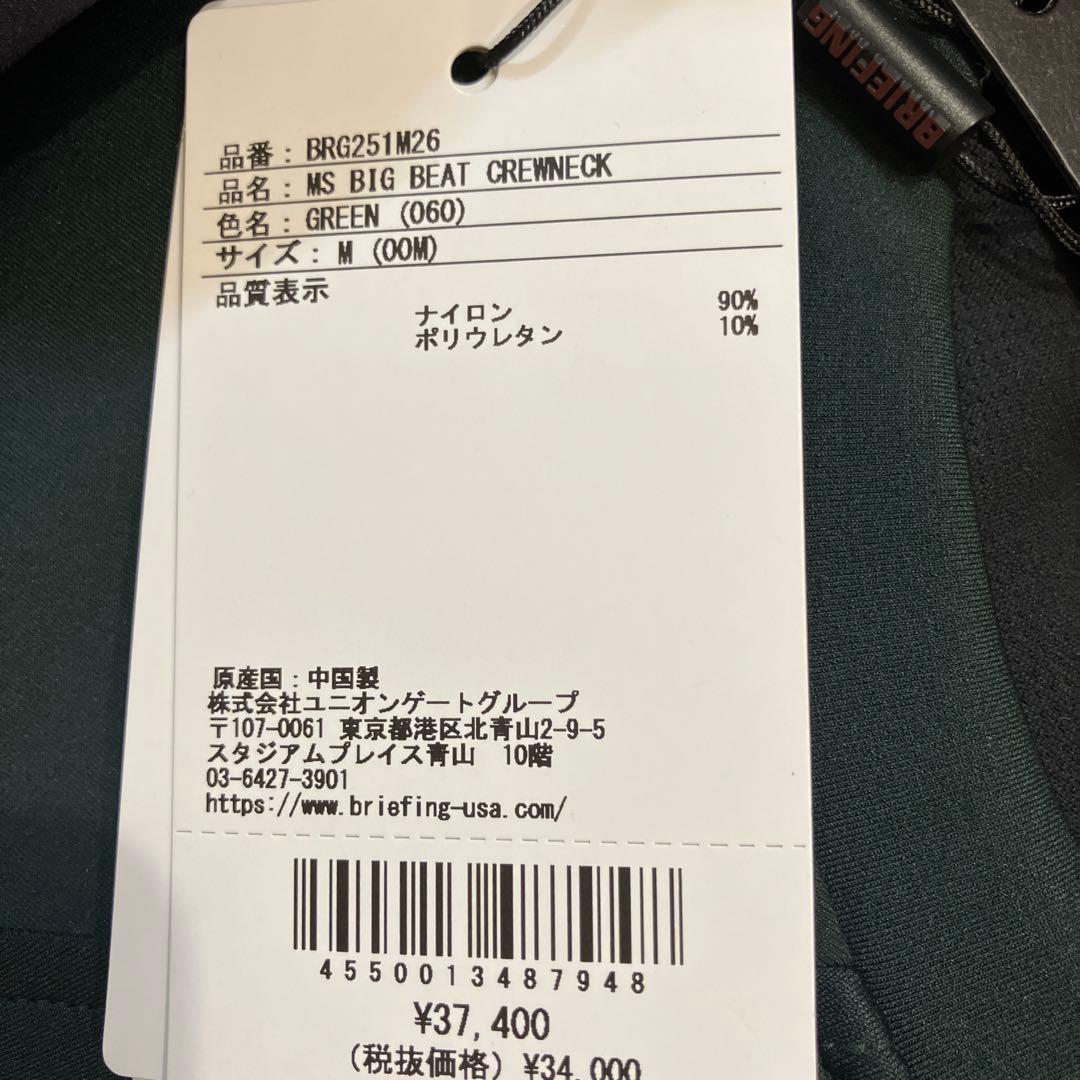 BRIEFING
品番：BRG251M26
品名：MS BIG BEAT CREWNECK
色名：GREEN (060)
サイズ：M (00M)
品質表示
ナイロン 90%
ポリウレタン 10%
原産国：中国製
株式会社ユニオンゲートグループ
〒107-0061 東京都港区北青山2-9-5
スタジアムプレイス青山　10階
03-6427-3901
https://www.briefing-usa.com/
4550013487948
¥37,400
(税抜価格) ¥34,000